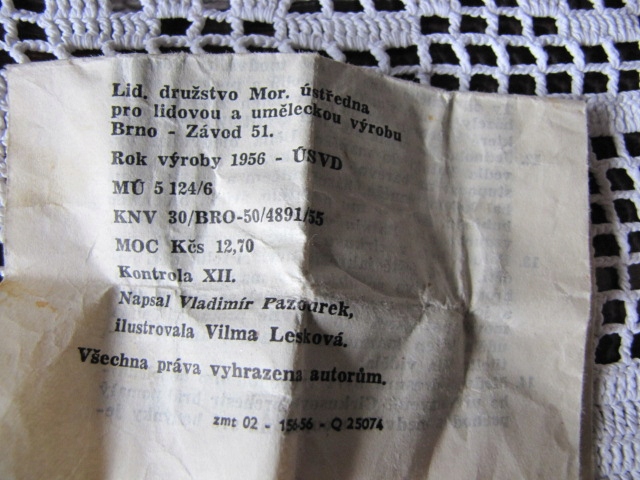 Lid. družstvo Mor. ústředna
pro lidovou a uměleckou výrobu
Brno - Závod 51.
Rok výroby 1956 - ÚSVD
MÚ 5 124/6
KNV 30/BRO-50/4891/55
MOC Kčs 12,70
Kontrola XII.
Napsal Vladimír Pazourek,
ilustrovala Vilma Lesková.
Všechna práva vyhrazena autorům.
zmt 02 - 15656 - Q 25074